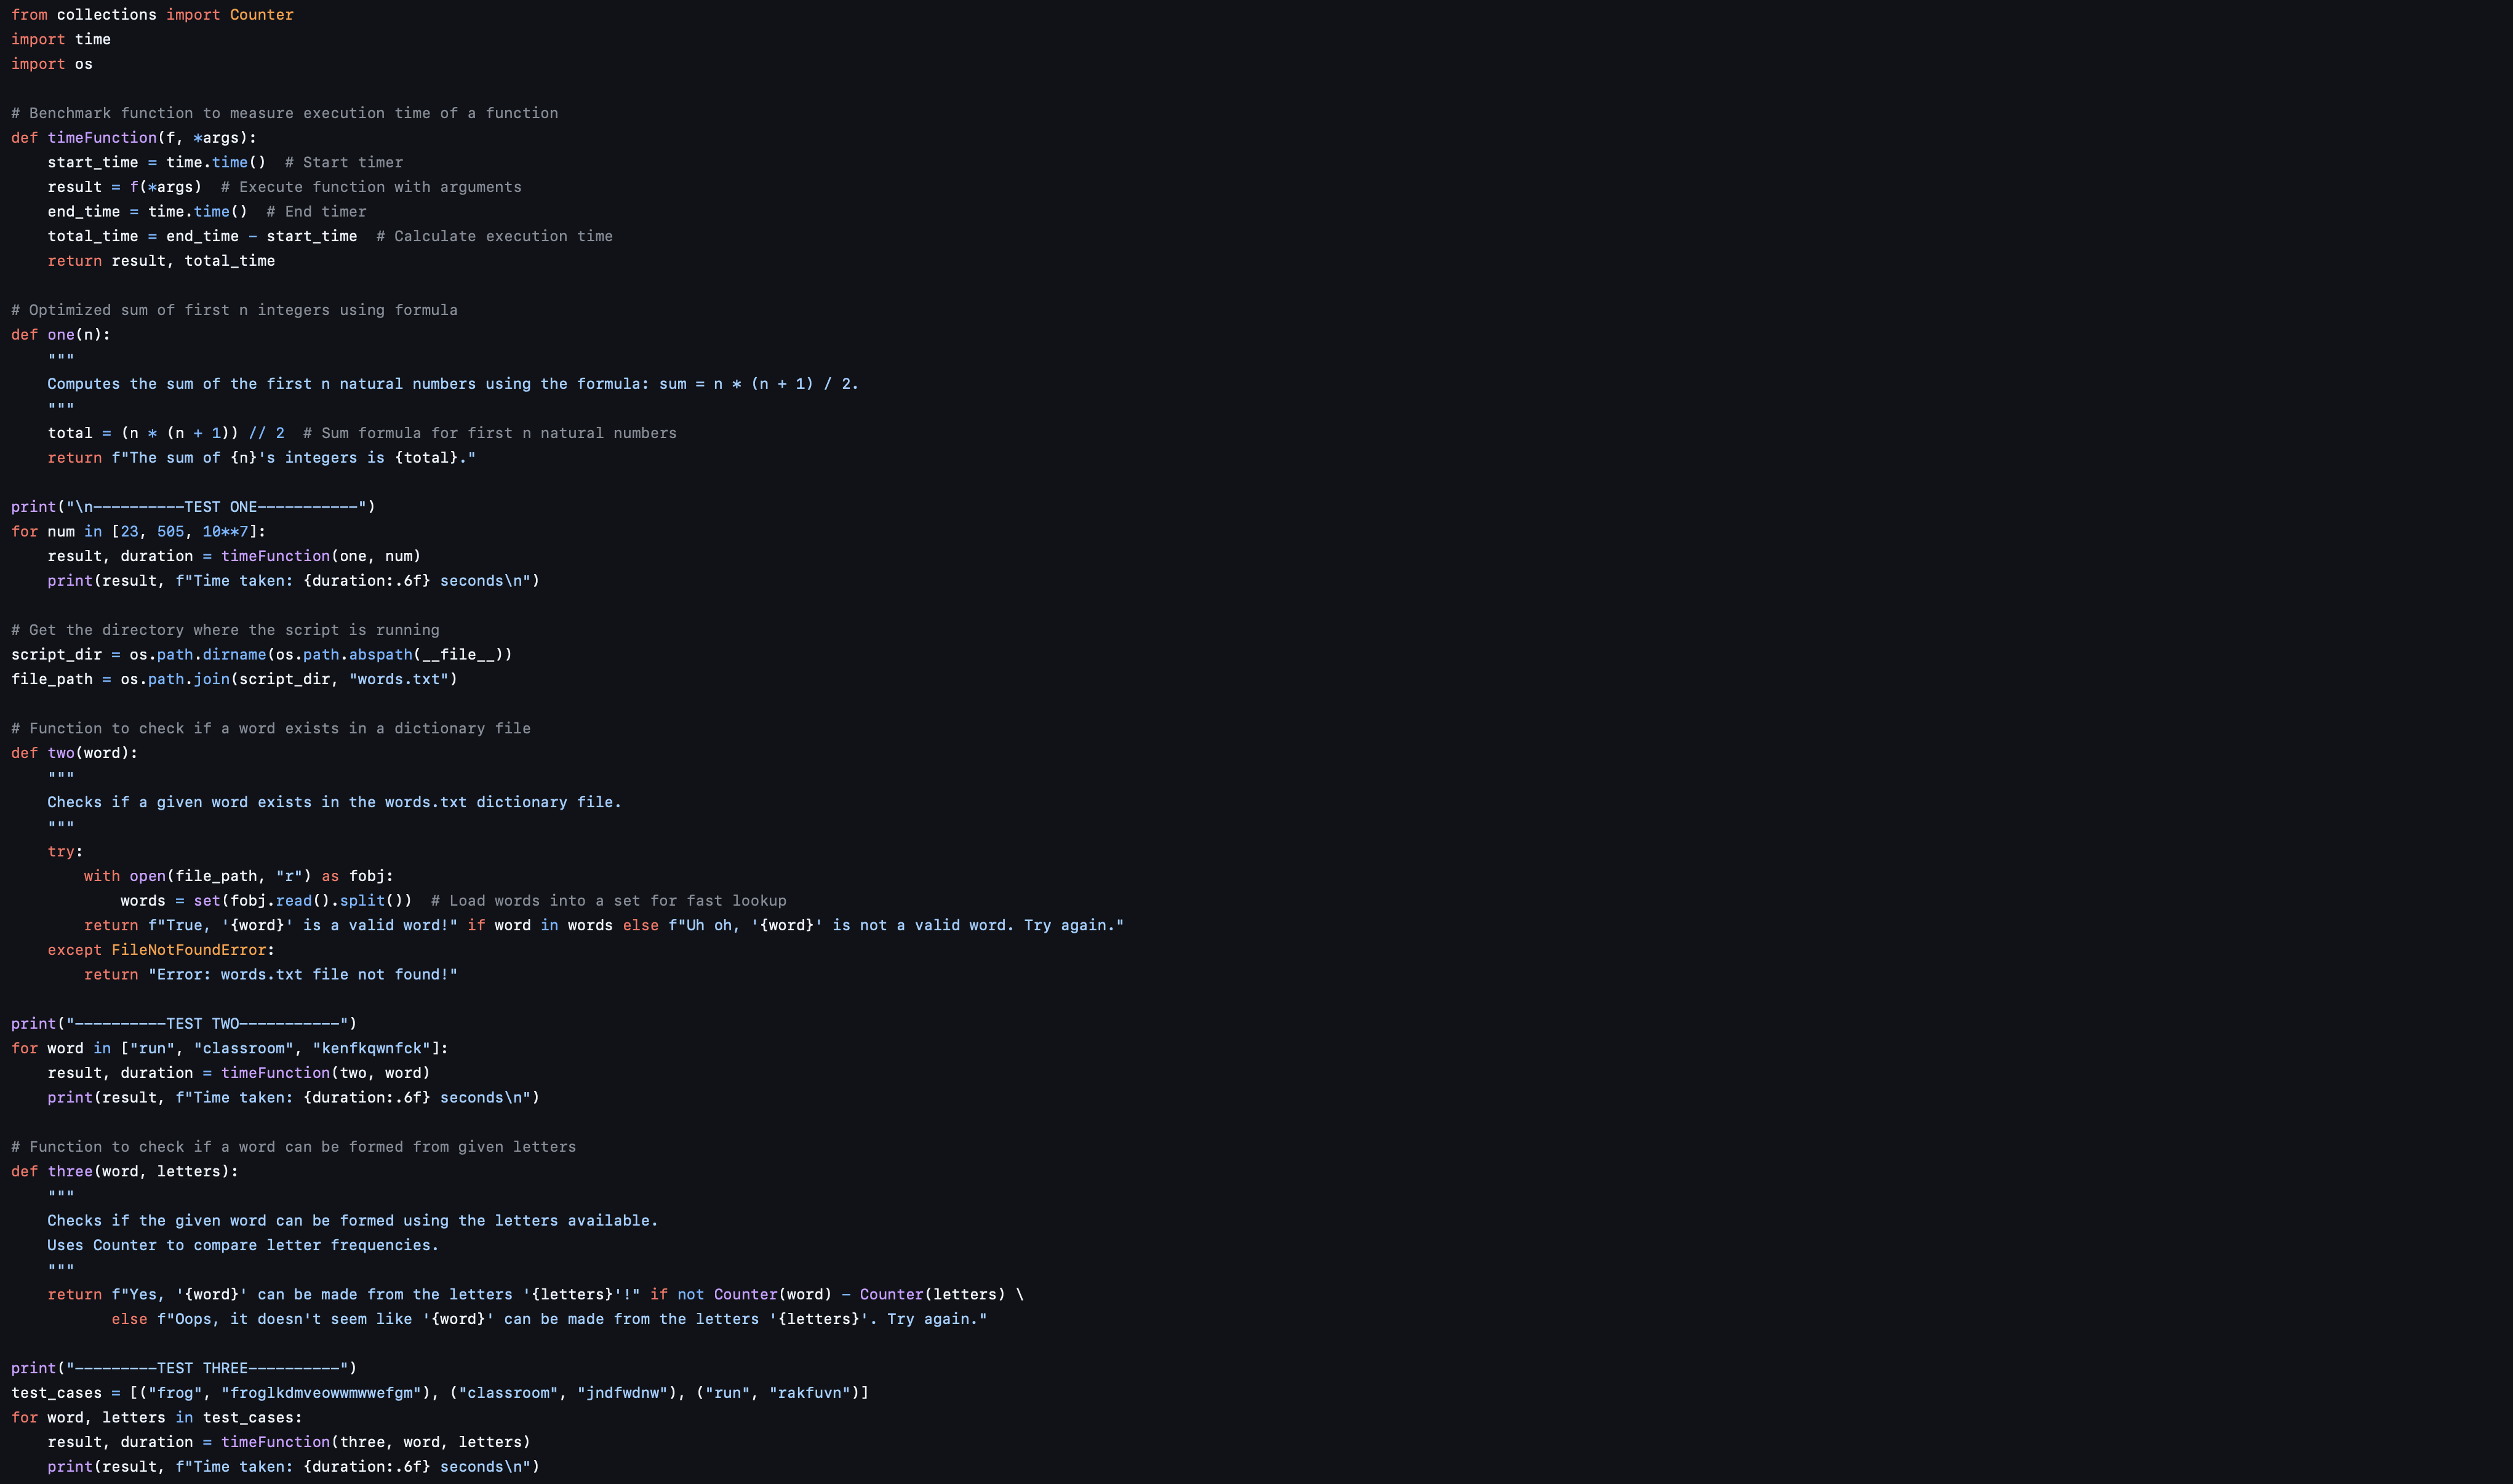 from collections import Counter
import time
import os

# Benchmark function to measure execution time of a function
def timeFunction(f, *args):
    start_time = time.time()  # Start timer
    result = f(*args)  # Execute function with arguments
    end_time = time.time()  # End timer
    total_time = end_time - start_time  # Calculate execution time
    return result, total_time

# Optimized sum of first n integers using formula
def one(n):
    """
    Computes the sum of the first n natural numbers using the formula: sum = n * (n + 1) / 2.
    """
    total = (n * (n + 1)) // 2  # Sum formula for first n natural numbers
    return f"The sum of {n}'s integers is {total}."

print("\n----------TEST ONE-----------")
for num in [23, 505, 10**7]:
    result, duration = timeFunction(one, num)
    print(result, f"Time taken: {duration:.6f} seconds\n")

# Get the directory where the script is running
script_dir = os.path.dirname(os.path.abspath(__file__))
file_path = os.path.join(script_dir, "words.txt")

# Function to check if a word exists in a dictionary file
def two(word):
    """
    Checks if a given word exists in the words.txt dictionary file.
    """
    try:
        with open(file_path, "r") as fobj:
            words = set(fobj.read().split())  # Load words into a set for fast lookup
        return f"True, '{word}' is a valid word!" if word in words else f"Uh oh, '{word}' is not a valid word. Try again."
    except FileNotFoundError:
        return "Error: words.txt file not found!"

print("----------TEST TWO-----------")
for word in ["run", "classroom", "kenfkqwnfck"]:
    result, duration = timeFunction(two, word)
    print(result, f"Time taken: {duration:.6f} seconds\n")

# Function to check if a word can be formed from given letters
def three(word, letters):
    """
    Checks if the given word can be formed using the letters available.
    Uses Counter to compare letter frequencies.
    """
    return f"Yes, '{word}' can be made from the letters '{letters}'!" if not Counter(word) - Counter(letters) \
           else f"Oops, it doesn't seem like '{word}' can be made from the letters '{letters}'. Try again."

print("---------TEST THREE----------")
test_cases = [("frog", "froglkdmveowwmwwefgm"), ("classroom", "jndfwdnw"), ("run", "rakfuvn")]
for word, letters in test_cases:
    result, duration = timeFunction(three, word, letters)
    print(result, f"Time taken: {duration:.6f} seconds\n")